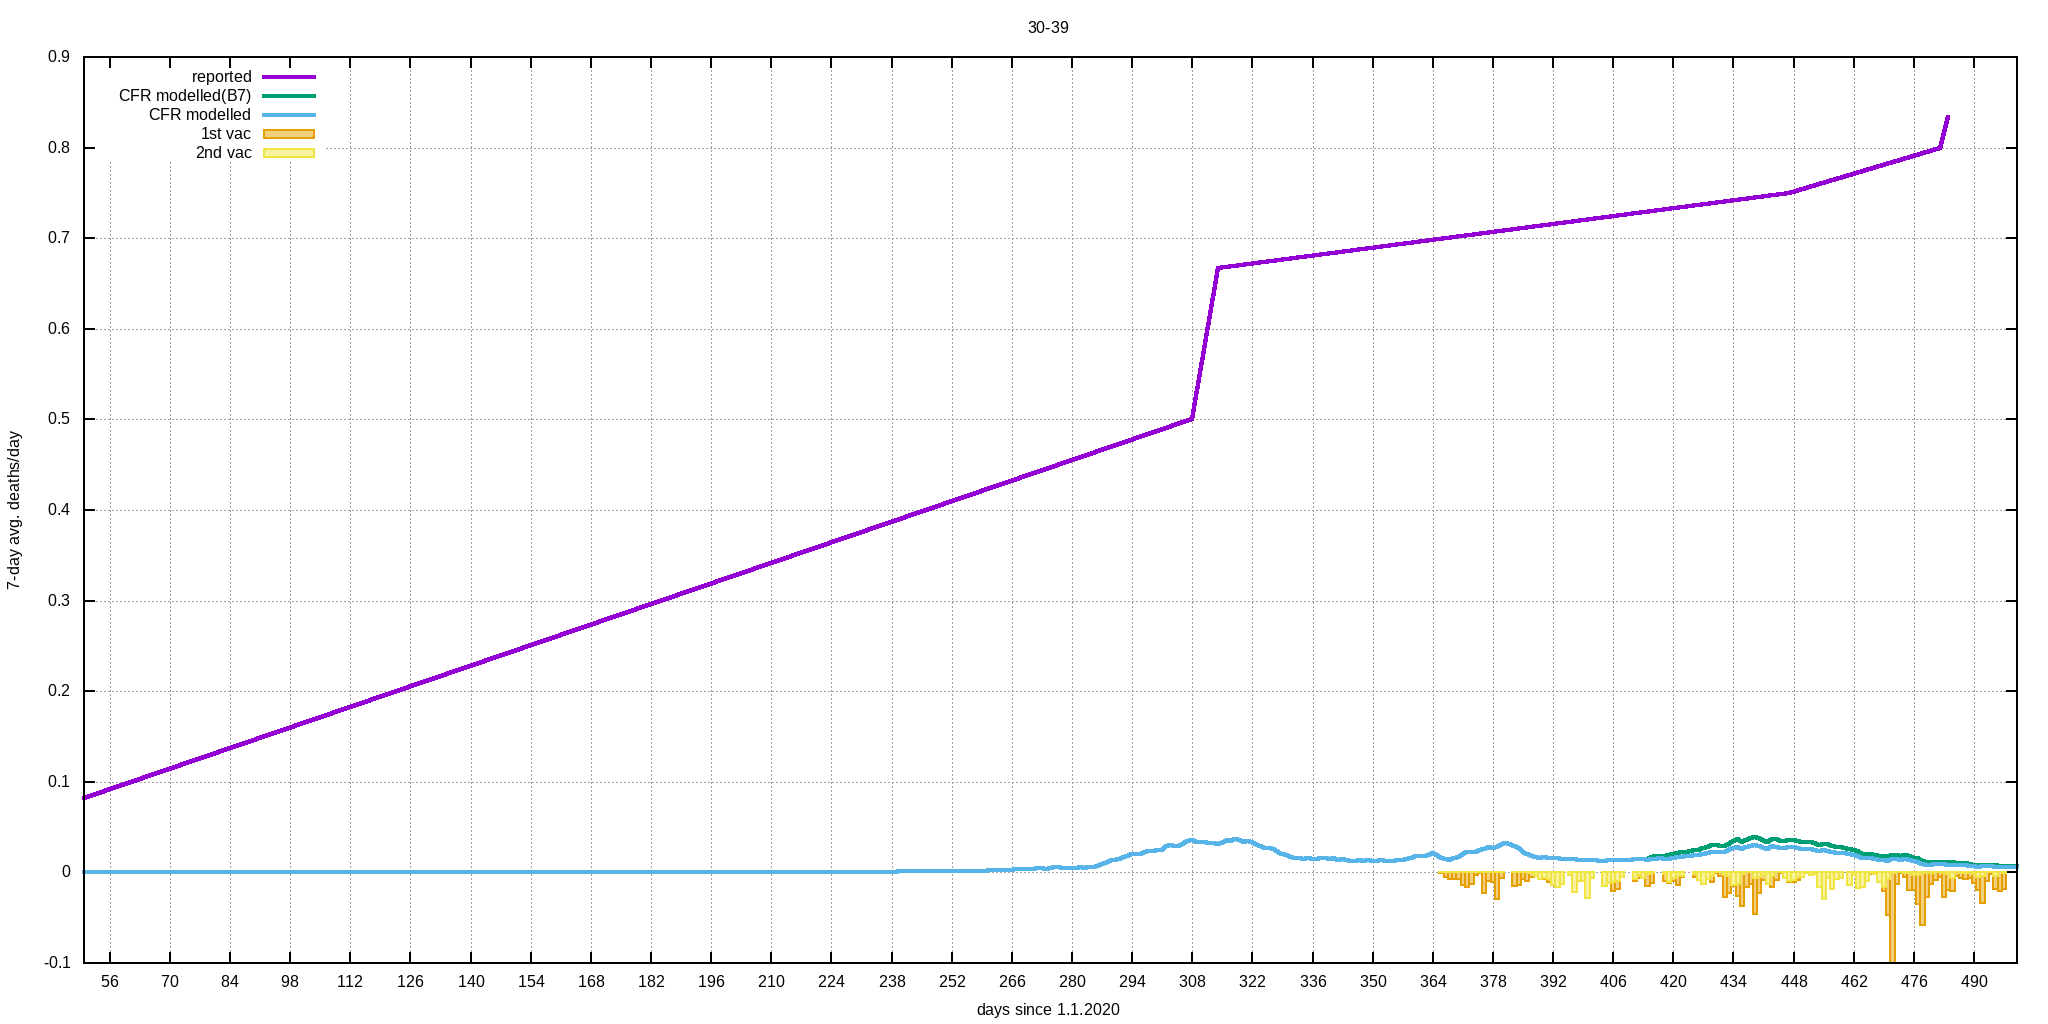 30-39
0.9
0.8
0.7
0.6
0.5
0.4
0.3
0.2
0.1
0
-0.1
reported
CFR modelled(B7)
CFR modelled
1st vac
2nd vac
7-day avg. deaths/day
56 70 84 98 112 126 140 154 168 182 196 210 224 238 252 266 280 294 308 322 336 350 364 378 392 406 420 434 448 462 476 490
days since 1.1.2020